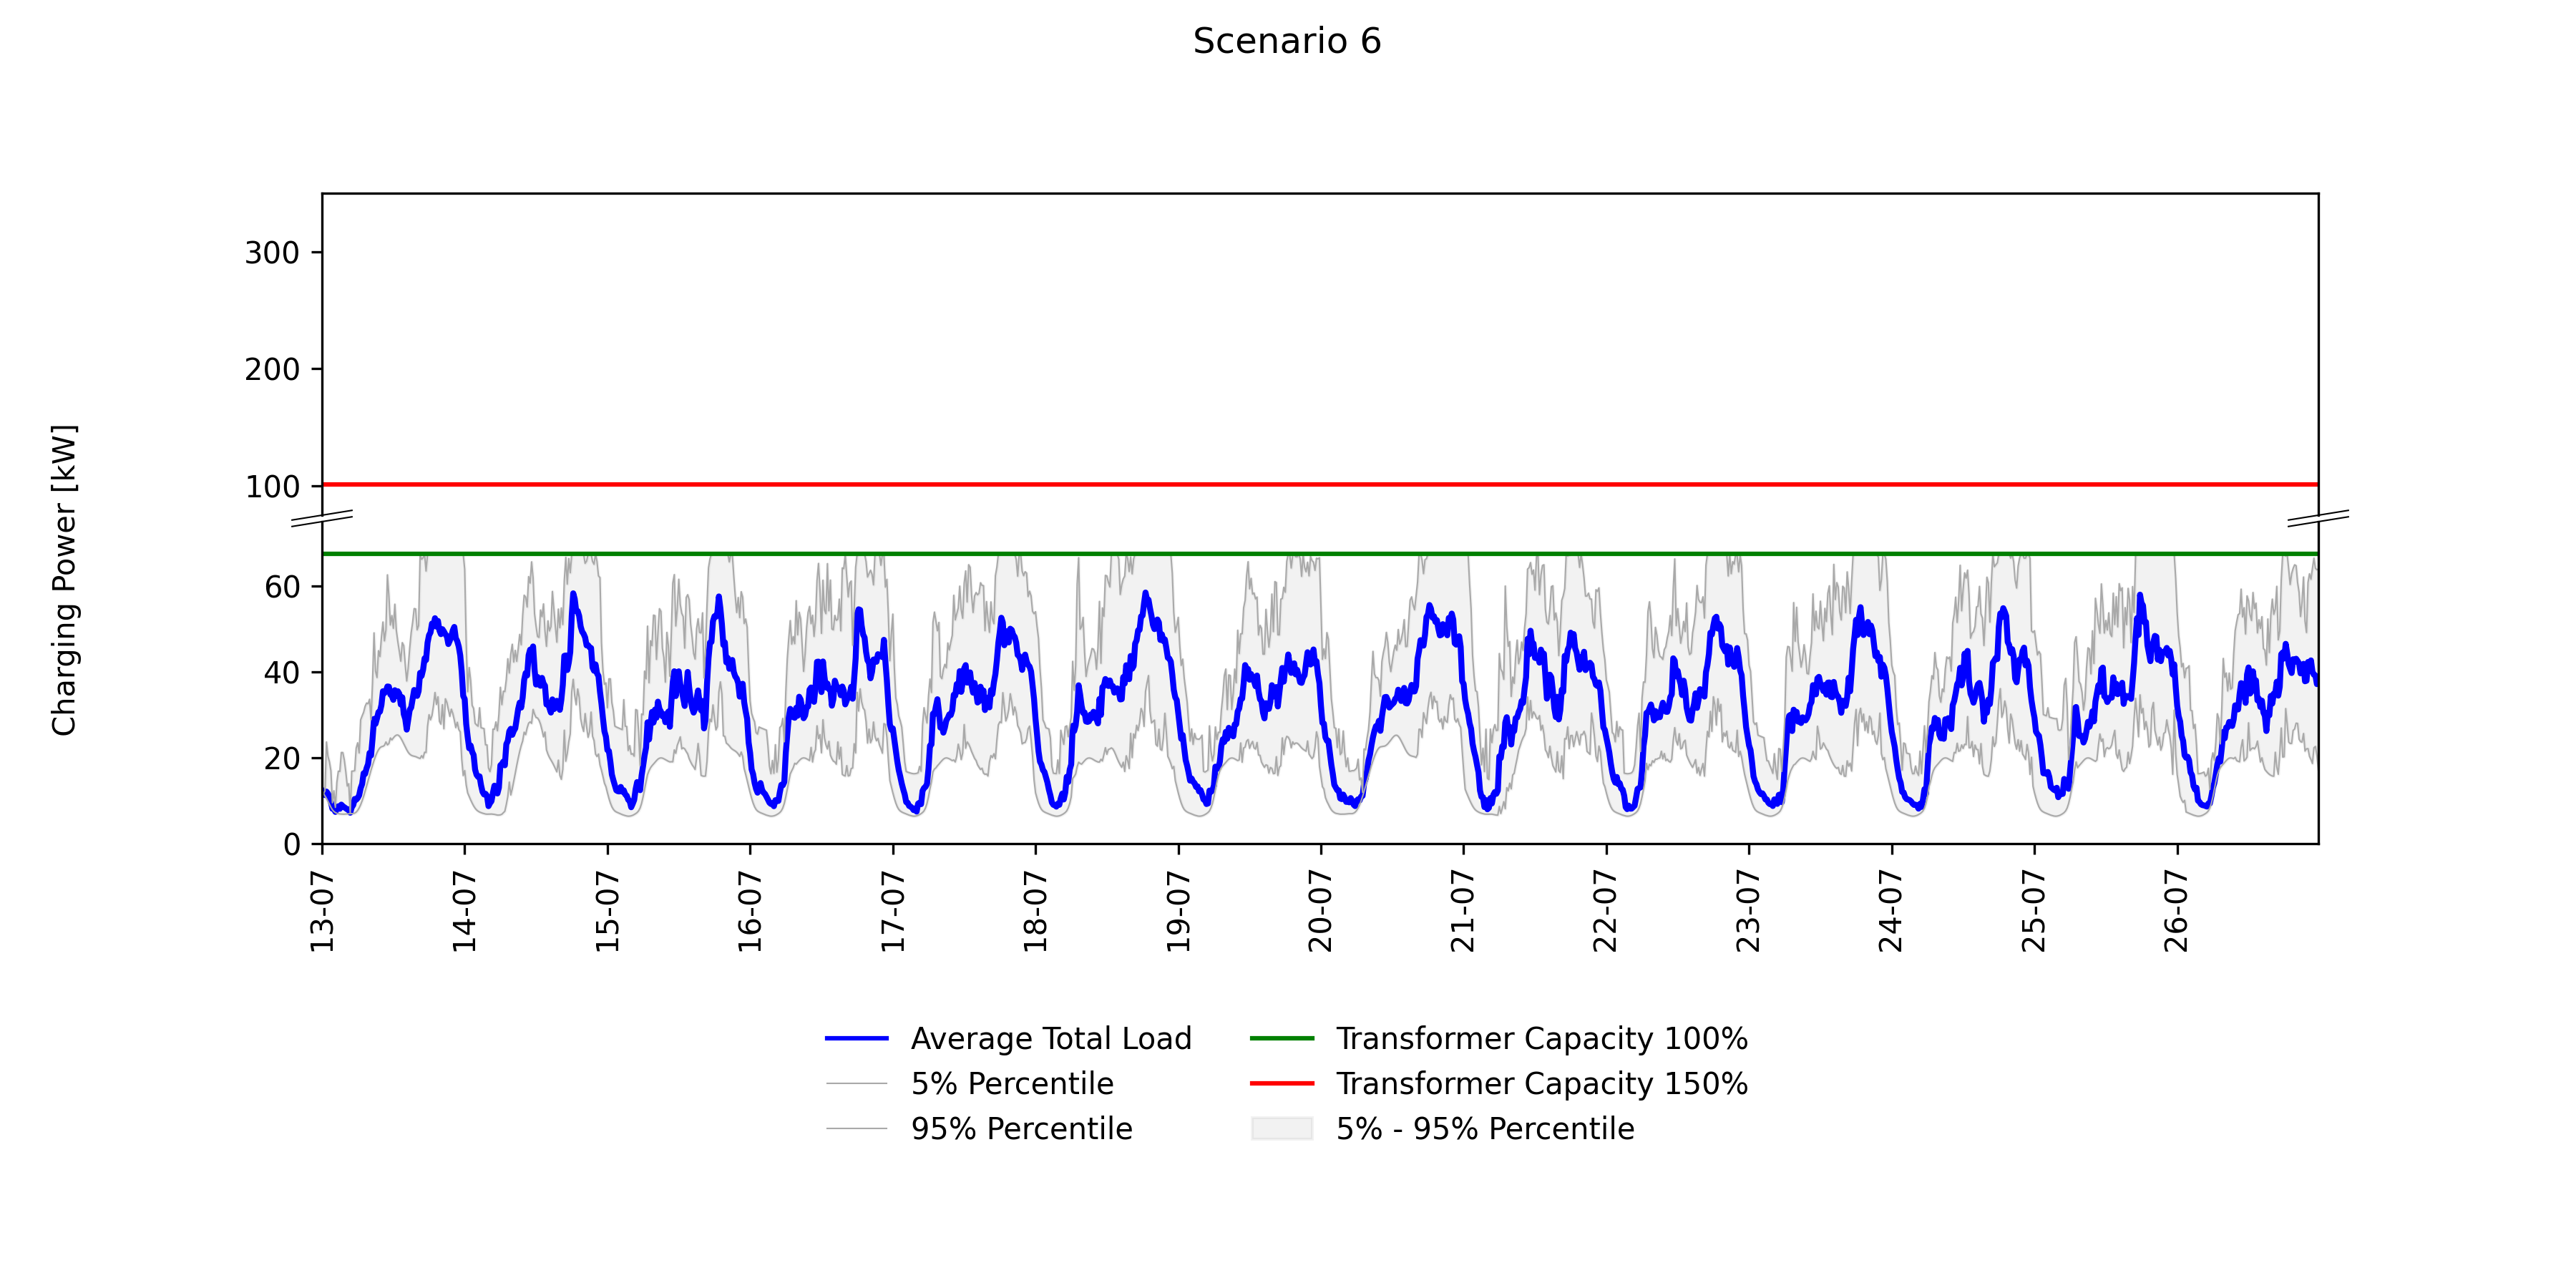 Scenario 6
Charging Power [kW]
300
200
100
60
40
20
0
13-07
14-07
15-07
16-07
17-07
18-07
19-07
20-07
21-07
22-07
23-07
24-07
25-07
26-07
Average Total Load
5% Percentile
95% Percentile
Transformer Capacity 100%
Transformer Capacity 150%
5% - 95% Percentile